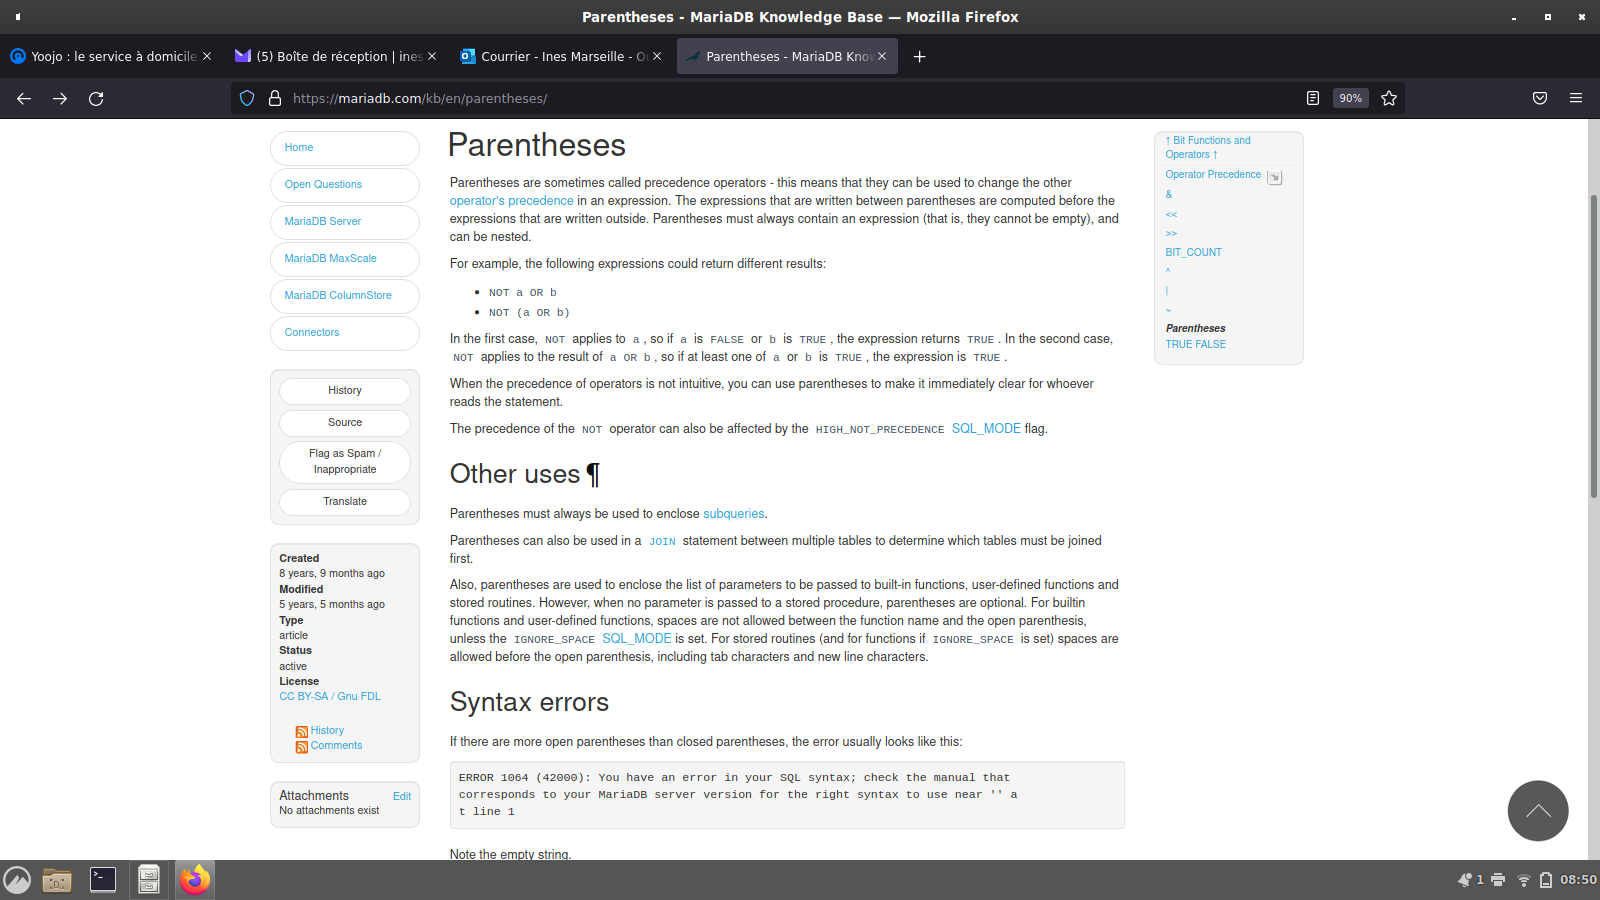 Parentheses - MariaDB Knowledge Base — Mozilla Firefox
Yoojo : le service à domicile
(5) Boîte de réception | ines
Courrier - Ines Marseille - O
Parentheses - MariaDB Know
https://mariadb.com/kb/en/parentheses/
90%
Home
Open Questions
MariaDB Server
MariaDB MaxScale
MariaDB ColumnStore
Connectors
History
Source
Flag as Spam /
Inappropriate
Translate
Created
8 years, 9 months ago
Modified
5 years, 5 months ago
Type
article
Status
active
License
CC BY-SA / Gnu FDL
History
Comments
Attachments Edit
No attachments exist
Parentheses
Parentheses are sometimes called precedence operators - this means that they can be used to change the other
operator's precedence in an expression. The expressions that are written between parentheses are computed before the
expressions that are written outside. Parentheses must always contain an expression (that is, they cannot be empty), and
can be nested.
For example, the following expressions could return different results:
• NOT a OR b
• NOT (a OR b)
In the first case, NOT applies to a , so if a is FALSE or b is TRUE , the expression returns TRUE . In the second case,
NOT applies to the result of a OR b , so if at least one of a or b is TRUE , the expression is TRUE .
When the precedence of operators is not intuitive, you can use parentheses to make it immediately clear for whoever
reads the statement.
The precedence of the NOT operator can also be affected by the HIGH_NOT_PRECEDENCE SQL_MODE flag.
Other uses ¶
Parentheses must always be used to enclose subqueries.
Parentheses can also be used in a JOIN statement between multiple tables to determine which tables must be joined
first.
Also, parentheses are used to enclose the list of parameters to be passed to built-in functions, user-defined functions and
stored routines. However, when no parameter is passed to a stored procedure, parentheses are optional. For builtin
functions and user-defined functions, spaces are not allowed between the function name and the open parenthesis,
unless the IGNORE_SPACE SQL_MODE is set. For stored routines (and for functions if IGNORE_SPACE is set) spaces are
allowed before the open parenthesis, including tab characters and new line characters.
Syntax errors
If there are more open parentheses than closed parentheses, the error usually looks like this:
ERROR 1064 (42000): You have an error in your SQL syntax; check the manual that
corresponds to your MariaDB server version for the right syntax to use near '' a
t line 1
Note the empty string.
↑ Bit Functions and
Operators ↑
Operator Precedence
&
<<
>>
BIT_COUNT
^
|
~
Parentheses
TRUE FALSE
1
08:50